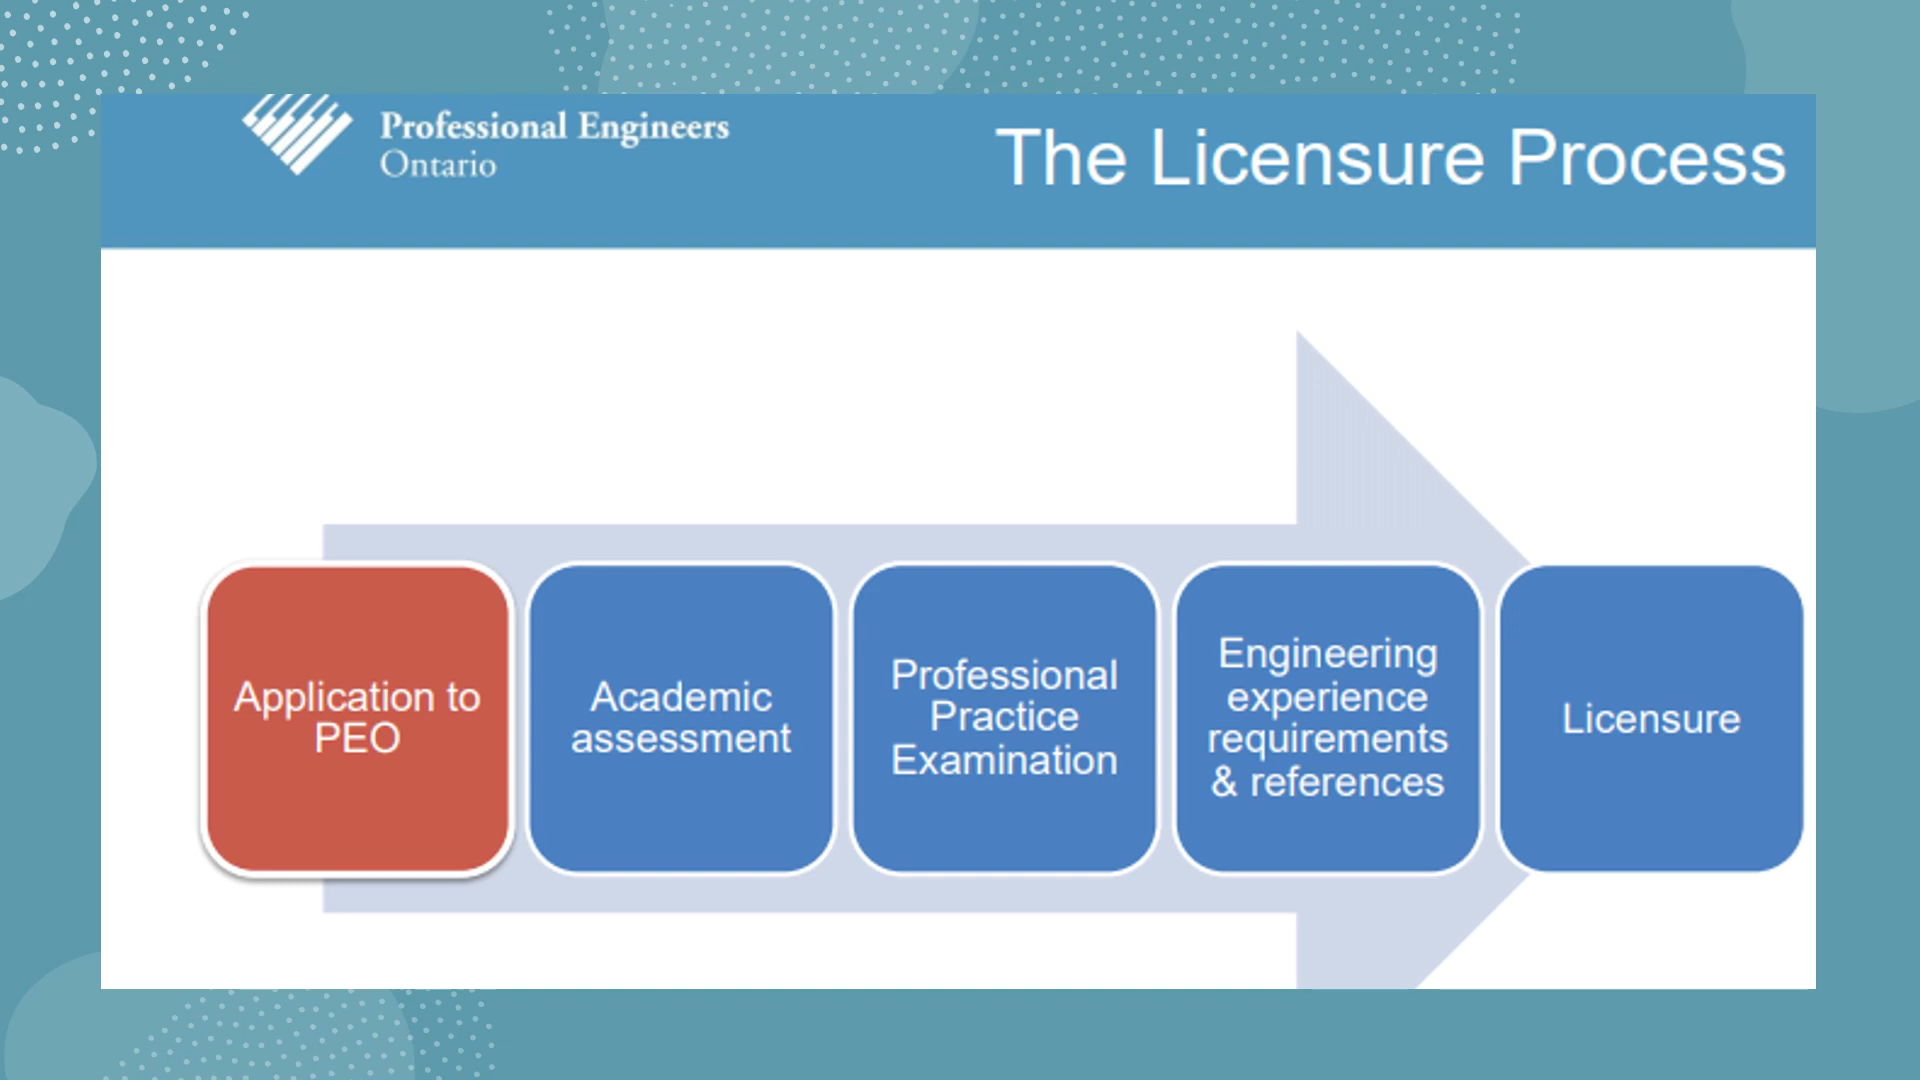 Professional Engineers
Ontario
The Licensure Process
Application to
PEO
Academic
assessment
Professional
Practice
Examination
Engineering
experience
requirements
& references
Licensure